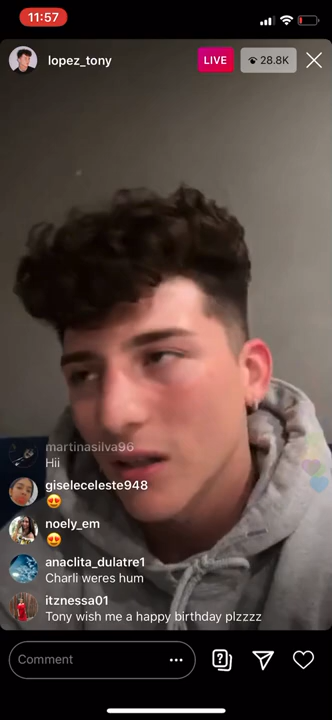 11:57
lopez_tony
LIVE
28.8K
martinasilva96
Hii
giseleceleste948
😍
noely_em
😍
anaclita_dulatre1
Charli weres hum
itznessa01
Tony wish me a happy birthday plzzzz
Comment